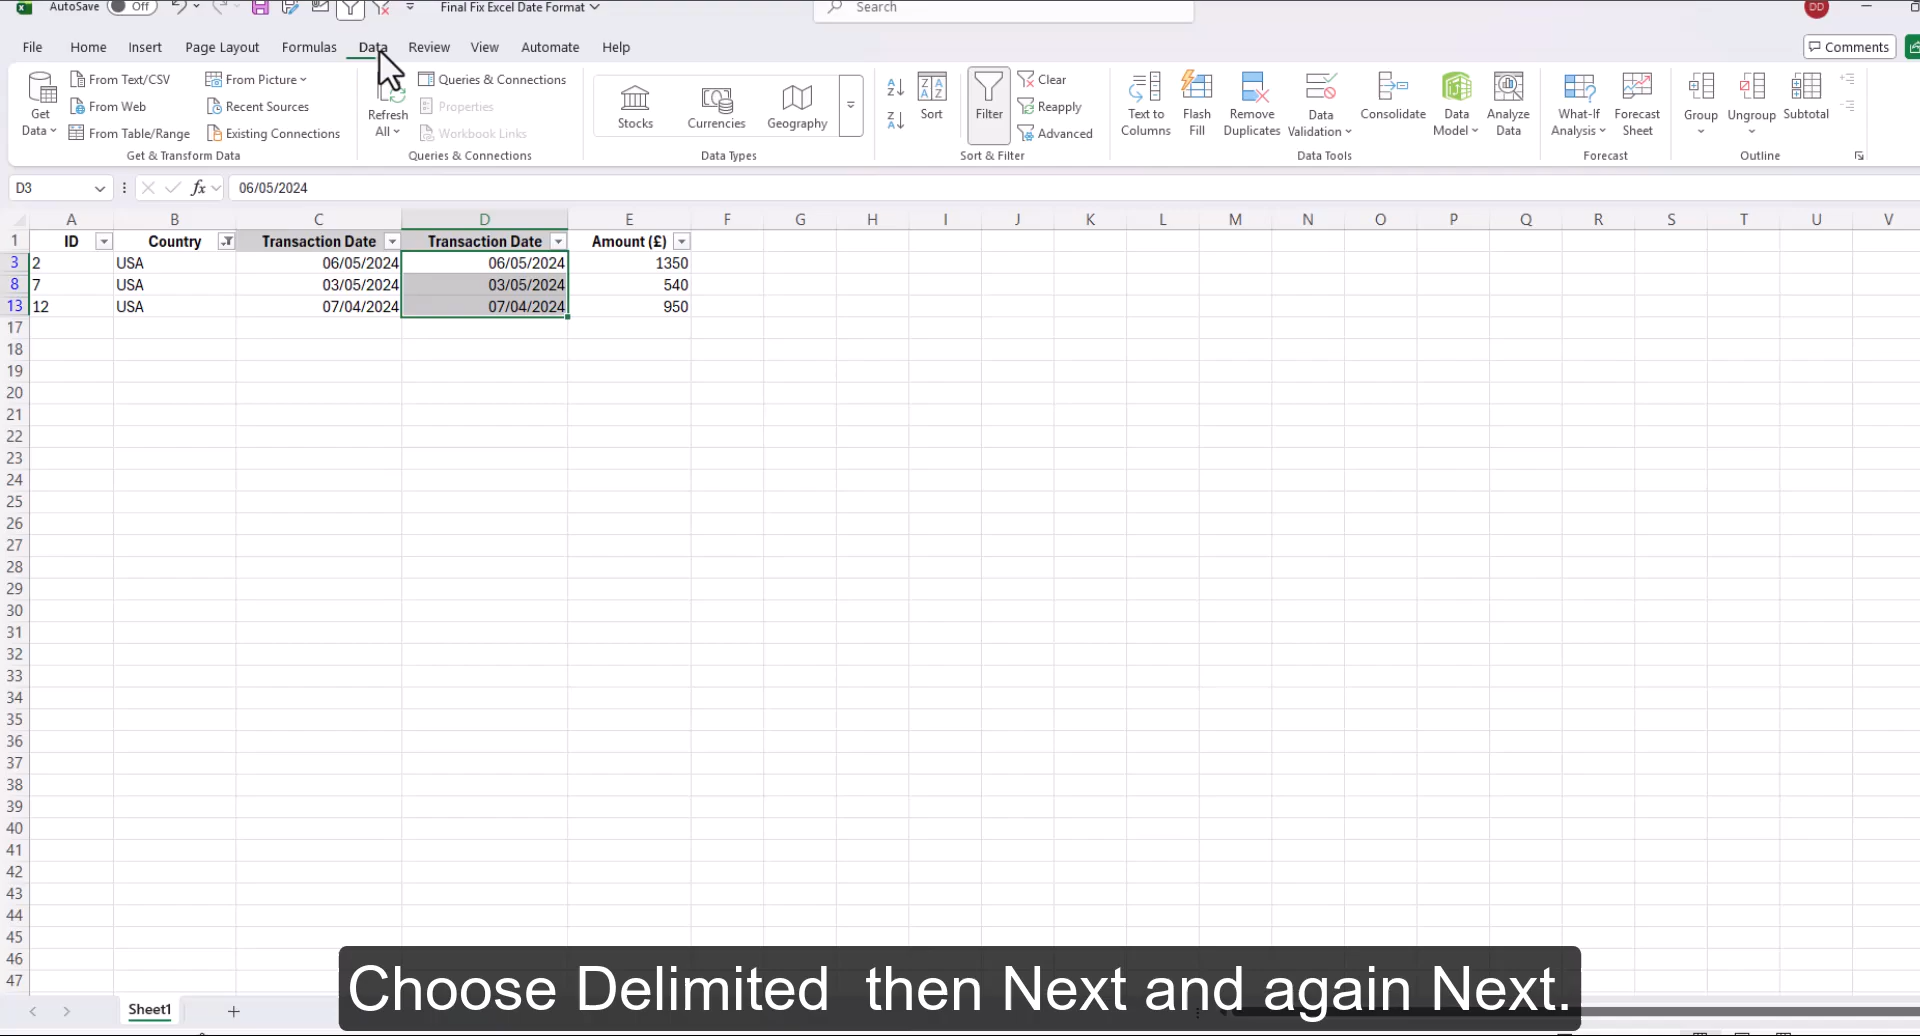 AutoSave Off Final Fix Excel Date Format Search DD
File Home Insert Page Layout Formulas Data Review View Automate Help Comments
From Text/CSV From Picture Queries & Connections Clear
From Web Recent Sources Properties Reapply
From Table/Range Existing Connections Workbook Links Advanced
Get Data Refresh All Stocks Currencies Geography Sort Filter Text to Columns Flash Fill Remove Duplicates Data Validation Consolidate Data Model Analyze Data What-If Analysis Forecast Sheet Group Ungroup Subtotal
Get & Transform Data Queries & Connections Data Types Sort & Filter Data Tools Forecast Outline
D3 fx 06/05/2024
A B C D E F G H I J K L M N O P Q R S T U V
1 ID Country Transaction Date Transaction Date Amount (£)
3 2 USA 06/05/2024 06/05/2024 1350
8 7 USA 03/05/2024 03/05/2024 540
13 12 USA 07/04/2024 07/04/2024 950
17
18
19
20
21
22
23
24
25
26
27
28
29
30
31
32
33
34
35
36
37
38
39
40
41
42
43
44
45
46
47
Choose Delimited then Next and again Next.
Sheet1